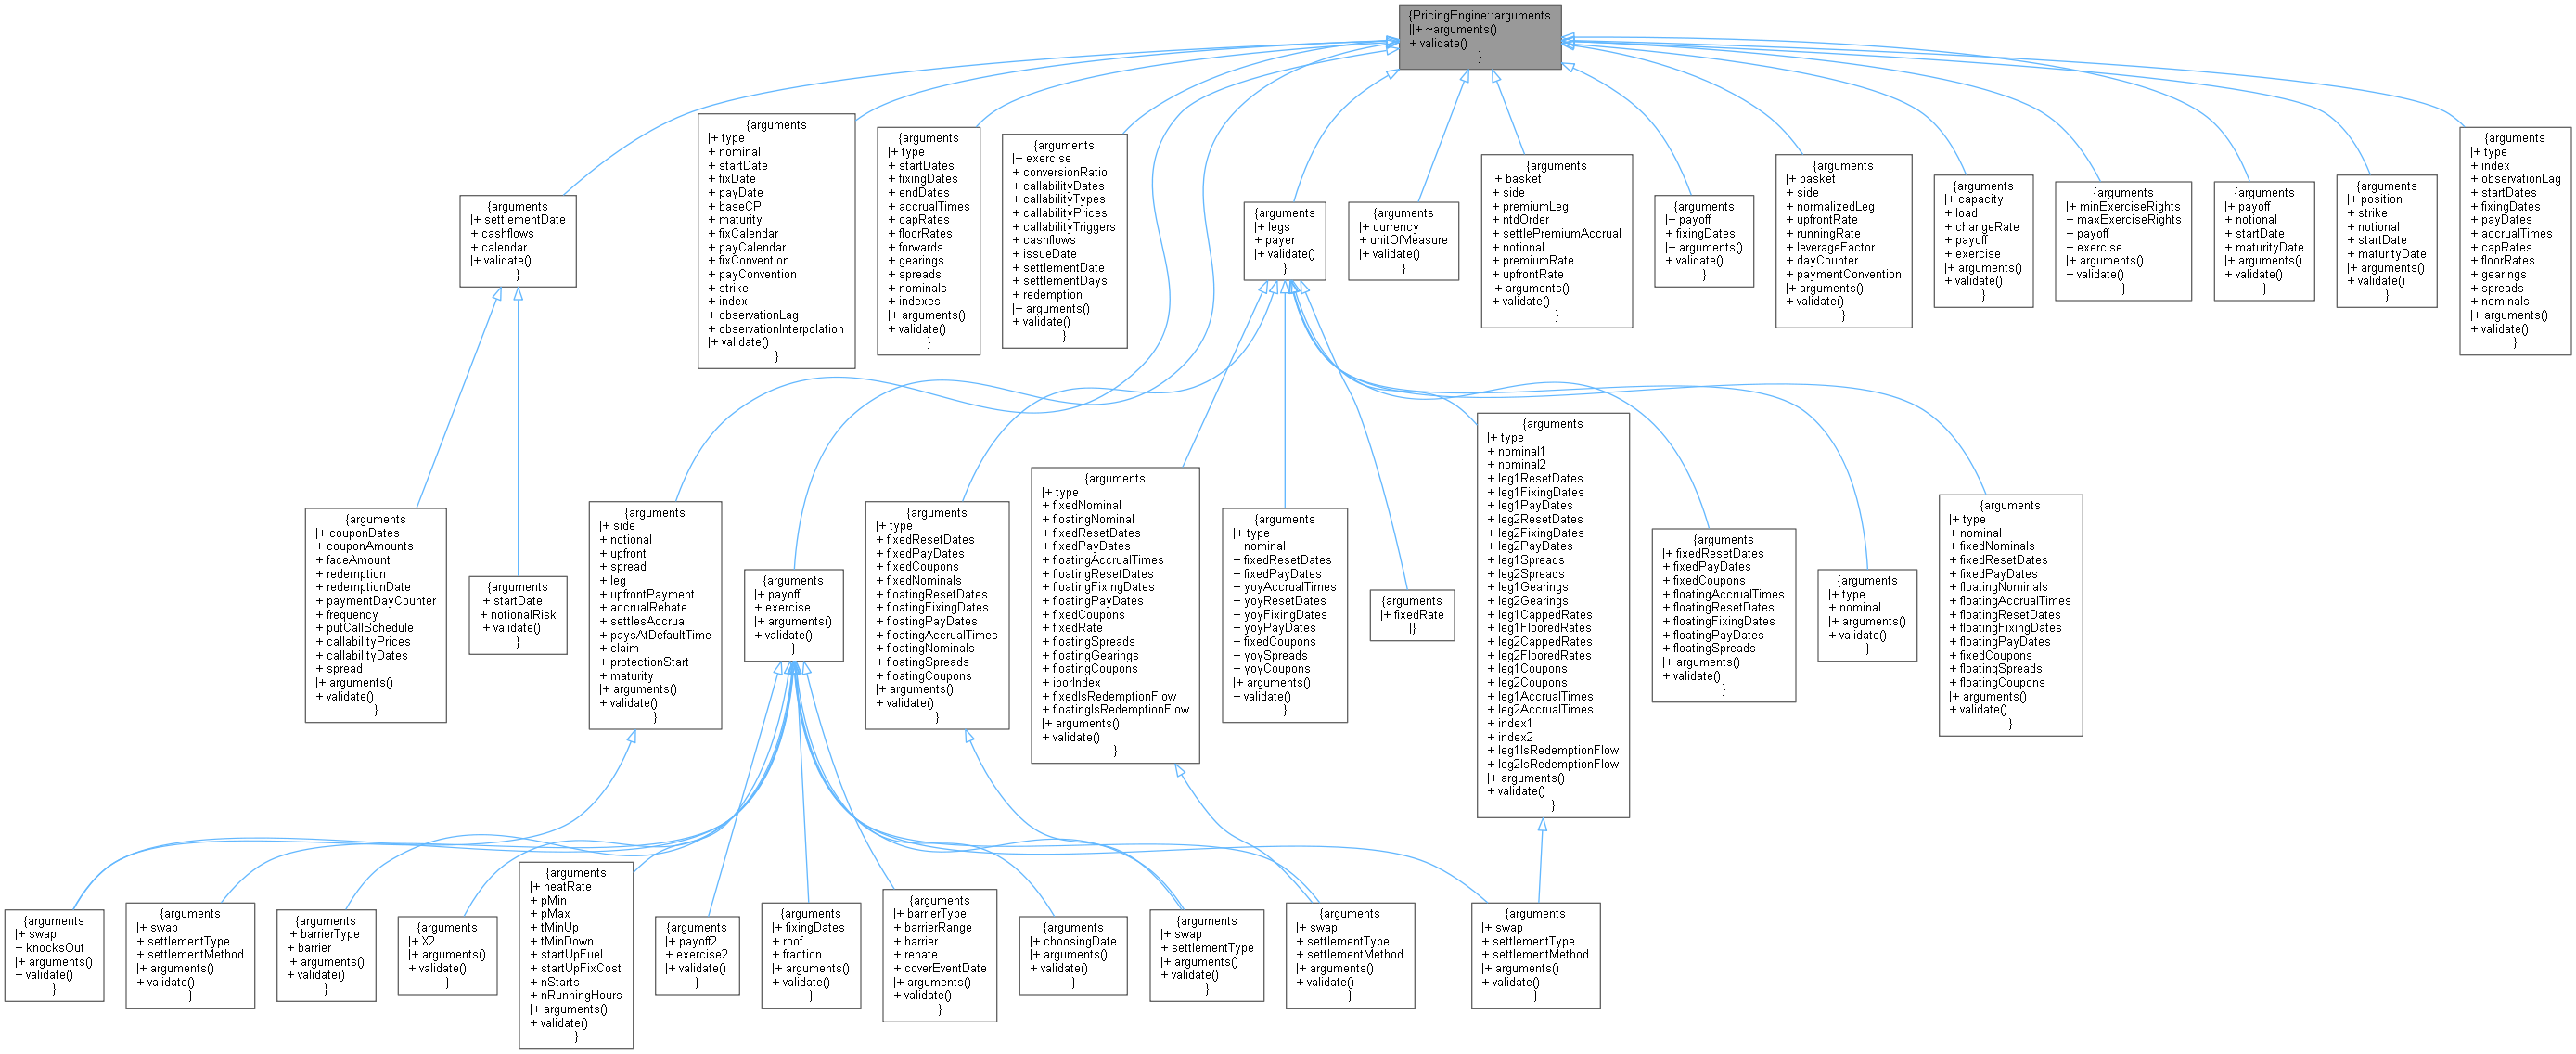 {PricingEngine::arguments
||+ ~arguments()
+ validate()
}
{arguments
|+ settlementDate
+ cashflows
+ calendar
|+ validate()
}
{arguments
|+ type
+ nominal
+ startDate
+ fixDate
+ payDate
+ baseCPI
+ maturity
+ fixCalendar
+ payCalendar
+ fixConvention
+ payConvention
+ strike
+ index
+ observationLag
+ observationInterpolation
|+ validate()
}
{arguments
|+ type
+ startDates
+ fixingDates
+ endDates
+ accrualTimes
+ capRates
+ floorRates
+ forwards
+ gearings
+ spreads
+ nominals
+ indexes
|+ arguments()
+ validate()
}
{arguments
|+ exercise
+ conversionRatio
+ callabilityDates
+ callabilityTypes
+ callabilityPrices
+ callabilityTriggers
+ cashflows
+ issueDate
+ settlementDate
+ settlementDays
+ redemption
|+ arguments()
+ validate()
}
{arguments
|+ legs
+ payer
|+ validate()
}
{arguments
|+ currency
+ unitOfMeasure
|+ validate()
}
{arguments
|+ basket
+ side
+ premiumLeg
+ ntdOrder
+ settlePremiumAccrual
+ notional
+ premiumRate
+ upfrontRate
|+ arguments()
+ validate()
}
{arguments
|+ payoff
+ fixingDates
|+ arguments()
+ validate()
}
{arguments
|+ basket
+ side
+ normalizedLeg
+ upfrontRate
+ runningRate
+ leverageFactor
+ dayCounter
+ paymentConvention
|+ arguments()
+ validate()
}
{arguments
|+ capacity
+ load
+ changeRate
+ payoff
+ exercise
|+ arguments()
+ validate()
}
{arguments
|+ minExerciseRights
+ maxExerciseRights
+ payoff
+ exercise
|+ arguments()
+ validate()
}
{arguments
|+ payoff
+ notional
+ startDate
+ maturityDate
|+ arguments()
+ validate()
}
{arguments
|+ position
+ strike
+ notional
+ startDate
+ maturityDate
|+ arguments()
+ validate()
}
{arguments
|+ type
+ index
+ observationLag
+ startDates
+ fixingDates
+ payDates
+ accrualTimes
+ capRates
+ floorRates
+ gearings
+ spreads
+ nominals
|+ arguments()
+ validate()
}
{arguments
|+ couponDates
+ couponAmounts
+ faceAmount
+ redemption
+ redemptionDate
+ paymentDayCounter
+ frequency
+ putCallSchedule
+ callabilityPrices
+ callabilityDates
+ spread
|+ arguments()
+ validate()
}
{arguments
|+ startDate
+ notionalRisk
|+ validate()
}
{arguments
|+ side
+ notional
+ upfront
+ spread
+ leg
+ upfrontPayment
+ accrualRebate
+ settlesAccrual
+ paysAtDefaultTime
+ claim
+ protectionStart
+ maturity
|+ arguments()
+ validate()
}
{arguments
|+ payoff
+ exercise
|+ arguments()
+ validate()
}
{arguments
|+ type
+ fixedResetDates
+ fixedPayDates
+ fixedCoupons
+ fixedNominals
+ floatingResetDates
+ floatingFixingDates
+ floatingPayDates
+ floatingAccrualTimes
+ floatingNominals
+ floatingSpreads
+ floatingCoupons
|+ arguments()
+ validate()
}
{arguments
|+ type
+ fixedNominal
+ floatingNominal
+ fixedResetDates
+ fixedPayDates
+ floatingAccrualTimes
+ floatingResetDates
+ floatingFixingDates
+ floatingPayDates
+ fixedCoupons
+ fixedRate
+ floatingSpreads
+ floatingGearings
+ floatingCoupons
+ iborIndex
+ fixedIsRedemptionFlow
+ floatingIsRedemptionFlow
|+ arguments()
+ validate()
}
{arguments
|+ type
+ nominal
+ fixedResetDates
+ fixedPayDates
+ yoyAccrualTimes
+ yoyResetDates
+ yoyFixingDates
+ yoyPayDates
+ fixedCoupons
+ yoySpreads
+ yoyCoupons
|+ arguments()
+ validate()
}
{arguments
|+ fixedRate
|}
{arguments
|+ type
+ nominal1
+ nominal2
+ leg1ResetDates
+ leg1FixingDates
+ leg1PayDates
+ leg2ResetDates
+ leg2FixingDates
+ leg2PayDates
+ leg1Spreads
+ leg2Spreads
+ leg1Gearings
+ leg2Gearings
+ leg1CappedRates
+ leg1FlooredRates
+ leg2CappedRates
+ leg2FlooredRates
+ leg1Coupons
+ leg2Coupons
+ leg1AccrualTimes
+ leg2AccrualTimes
+ index1
+ index2
+ leg1IsRedemptionFlow
+ leg2IsRedemptionFlow
|+ arguments()
+ validate()
}
{arguments
|+ fixedResetDates
+ fixedPayDates
+ fixedCoupons
+ floatingAccrualTimes
+ floatingResetDates
+ floatingFixingDates
+ floatingPayDates
+ floatingSpreads
|+ arguments()
+ validate()
}
{arguments
|+ type
+ nominal
|+ arguments()
+ validate()
}
{arguments
|+ type
+ nominal
+ fixedNominals
+ fixedResetDates
+ fixedPayDates
+ floatingNominals
+ floatingAccrualTimes
+ floatingResetDates
+ floatingFixingDates
+ floatingPayDates
+ fixedCoupons
+ floatingSpreads
+ floatingCoupons
|+ arguments()
+ validate()
}
{arguments
|+ swap
+ knocksOut
|+ arguments()
+ validate()
}
{arguments
|+ swap
+ settlementType
+ settlementMethod
|+ arguments()
+ validate()
}
{arguments
|+ barrierType
+ barrier
|+ arguments()
+ validate()
}
{arguments
|+ X2
|+ arguments()
+ validate()
}
{arguments
|+ heatRate
+ pMin
+ pMax
+ tMinUp
+ tMinDown
+ startUpFuel
+ startUpFixCost
+ nStarts
+ nRunningHours
|+ arguments()
+ validate()
}
{arguments
|+ payoff2
+ exercise2
|+ validate()
}
{arguments
|+ fixingDates
+ roof
+ fraction
|+ arguments()
+ validate()
}
{arguments
|+ barrierType
+ barrierRange
+ barrier
+ rebate
+ coverEventDate
|+ arguments()
+ validate()
}
{arguments
|+ choosingDate
|+ arguments()
+ validate()
}
{arguments
|+ swap
+ settlementType
|+ arguments()
+ validate()
}
{arguments
|+ swap
+ settlementType
+ settlementMethod
|+ arguments()
+ validate()
}
{arguments
|+ swap
+ settlementType
+ settlementMethod
|+ arguments()
+ validate()
}